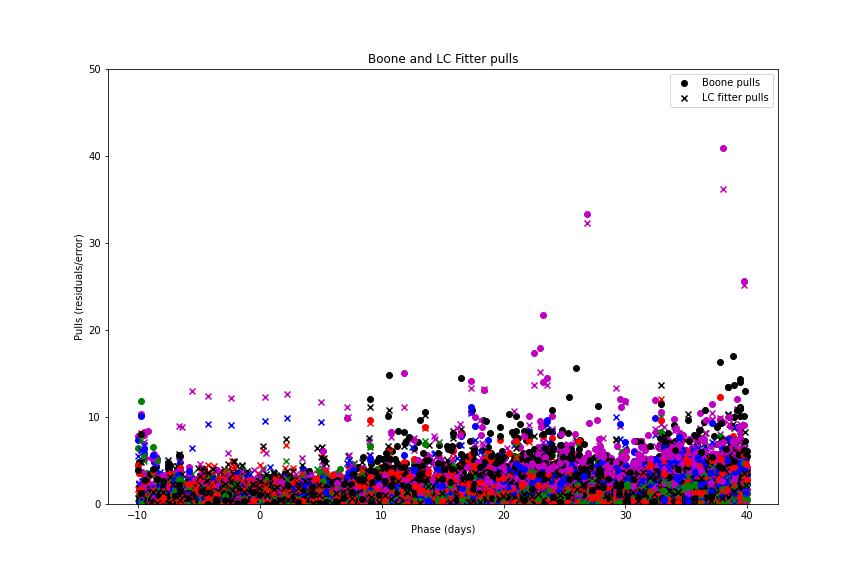 Boone and LC Fitter pulls
Boone pulls
LC fitter pulls
Pulls (residuals/error)
50
40
30
20
10
0
−10
0
10
20
30
40
Phase (days)